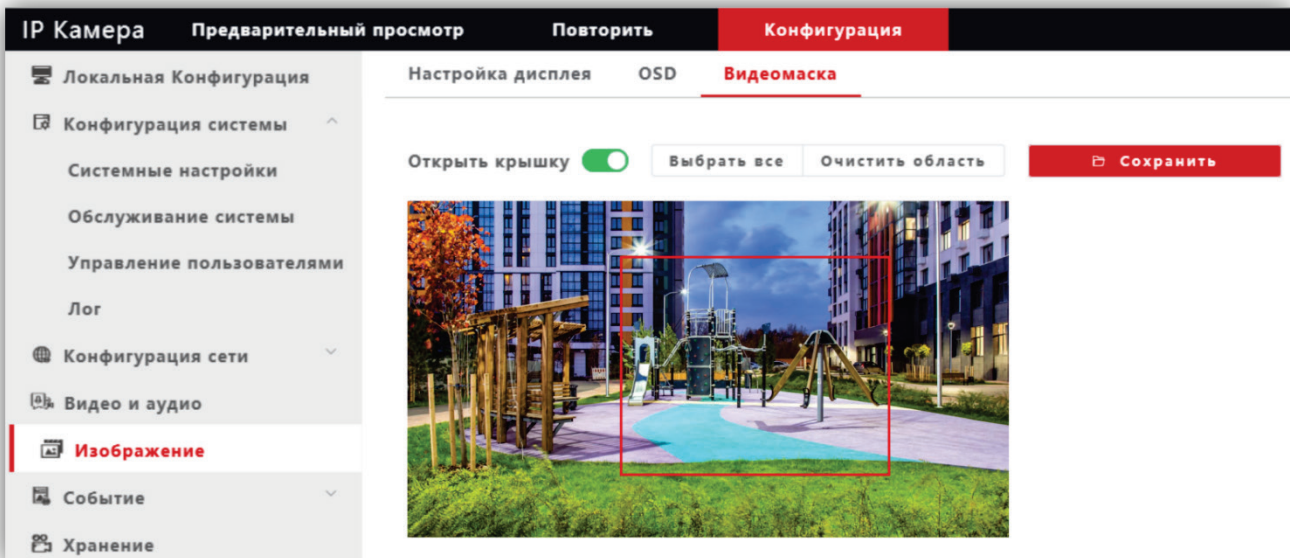 IP Камера Предварительный просмотр Повторить Конфигурация
Локальная Конфигурация
Конфигурация системы
Системные настройки
Обслуживание системы
Управление пользователями
Лог
Конфигурация сети
Видео и аудио
Изображение
Событие
Хранение
Настройка дисплея OSD Видеомаска
Открыть крышку Выбрать все Очистить область Сохранить